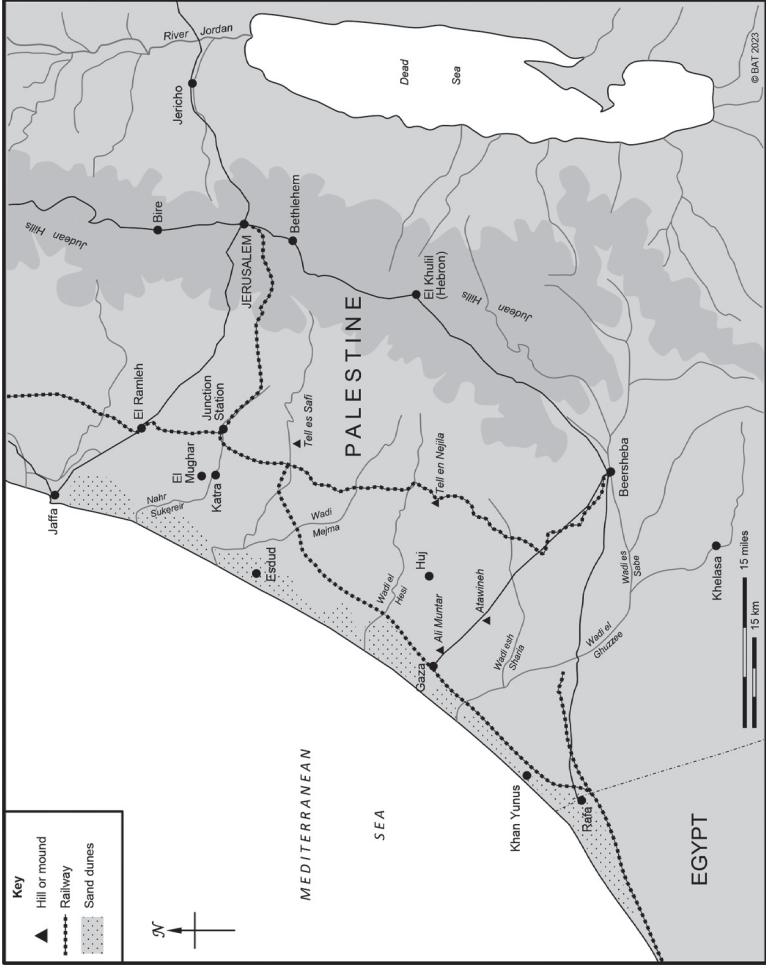 Key
Hill or mound
Railway
Sand dunes
N
MEDITERRANEAN
SEA
Jaffa
El Ramleh
Bire
Judean Hills
River Jordan
Jericho
JERUSALEM
Bethlehem
Dead
Sea
Junction
Station
El
Mughar
Katra
Nahr
Sukereir
Esdud
Wadi
Mejma
Tell es Safi
PALESTINE
El Khulil
(Hebron)
Judean Hills
Tell en Nejila
Huj
Wadi el
Hesi
Ali Muntar
Gaza
Atawineh
Wadi esh
Sharia
Beersheba
Wadi es
Sabe
Wadi el
Ghuzzee
Khelasa
Khan Yunus
Rafa
EGYPT
15 miles
15 km
© BAT 2023